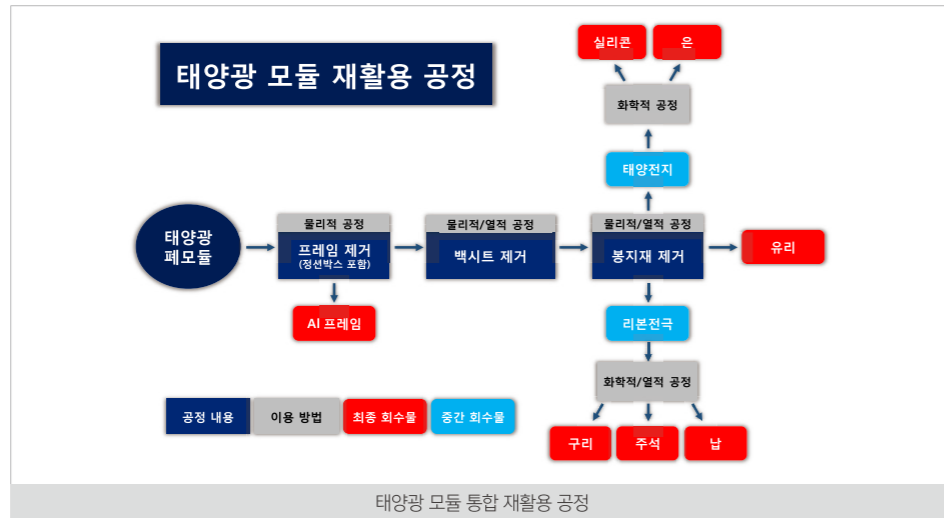 태양광 모듈 재활용 공정
실리콘
은
화학적 공정
태양전지
태양광
폐모듈
물리적 공정
프레임 제거
(정션박스 포함)
물리적/열적 공정
백시트 제거
물리적/열적 공정
봉지재 제거
유리
Al 프레임
리본전극
화학적/열적 공정
구리
주석
납
공정 내용
이용 방법
최종 회수물
중간 회수물
태양광 모듈 통합 재활용 공정